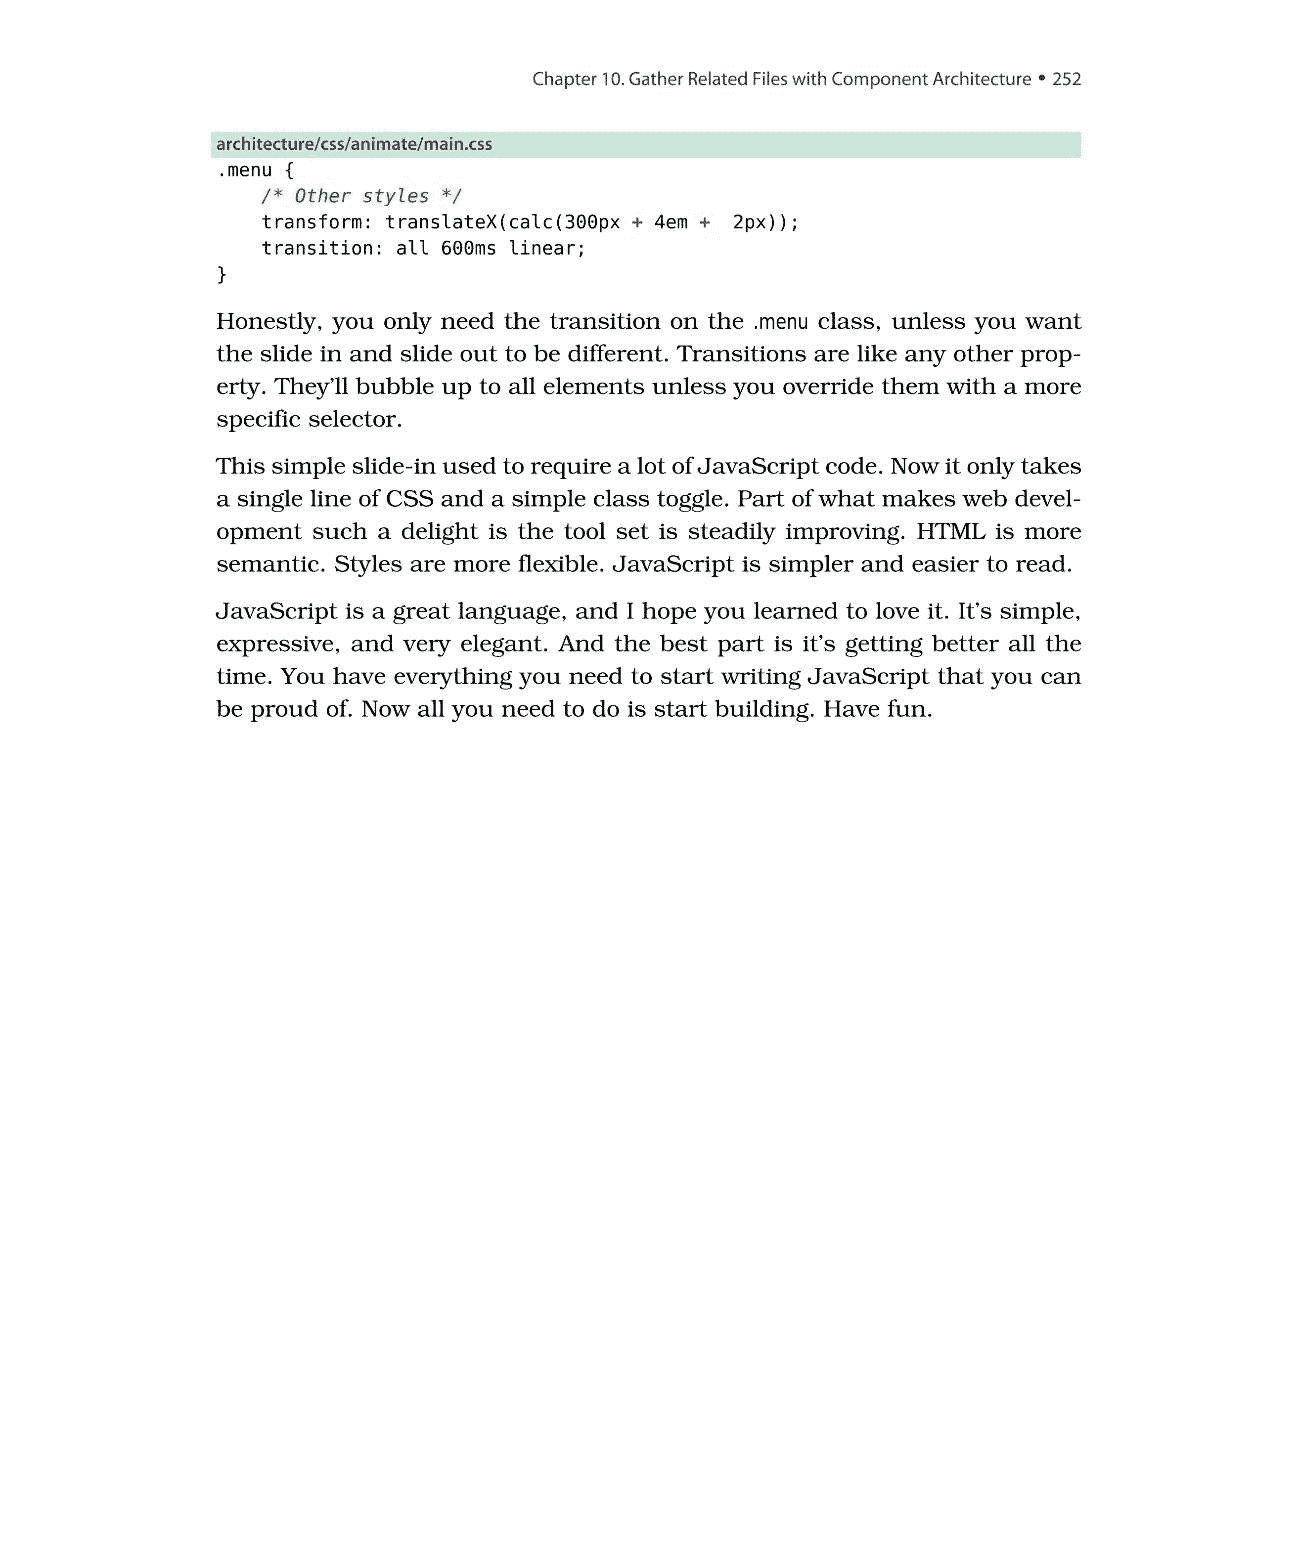 Chapter 10. Gather Related Files with Component Architecture • 252
architecture/css/animate/main.css
.menu {
    /* Other styles */
    transform: translateX(calc(300px + 4em +  2px));
    transition: all 600ms linear;
}
Honestly, you only need the transition on the .menu class, unless you want
the slide in and slide out to be different. Transitions are like any other prop-
erty. They’ll bubble up to all elements unless you override them with a more
specific selector.
This simple slide-in used to require a lot of JavaScript code. Now it only takes
a single line of CSS and a simple class toggle. Part of what makes web devel-
opment such a delight is the tool set is steadily improving. HTML is more
semantic. Styles are more flexible. JavaScript is simpler and easier to read.
JavaScript is a great language, and I hope you learned to love it. It’s simple,
expressive, and very elegant. And the best part is it’s getting better all the
time. You have everything you need to start writing JavaScript that you can
be proud of. Now all you need to do is start building. Have fun.